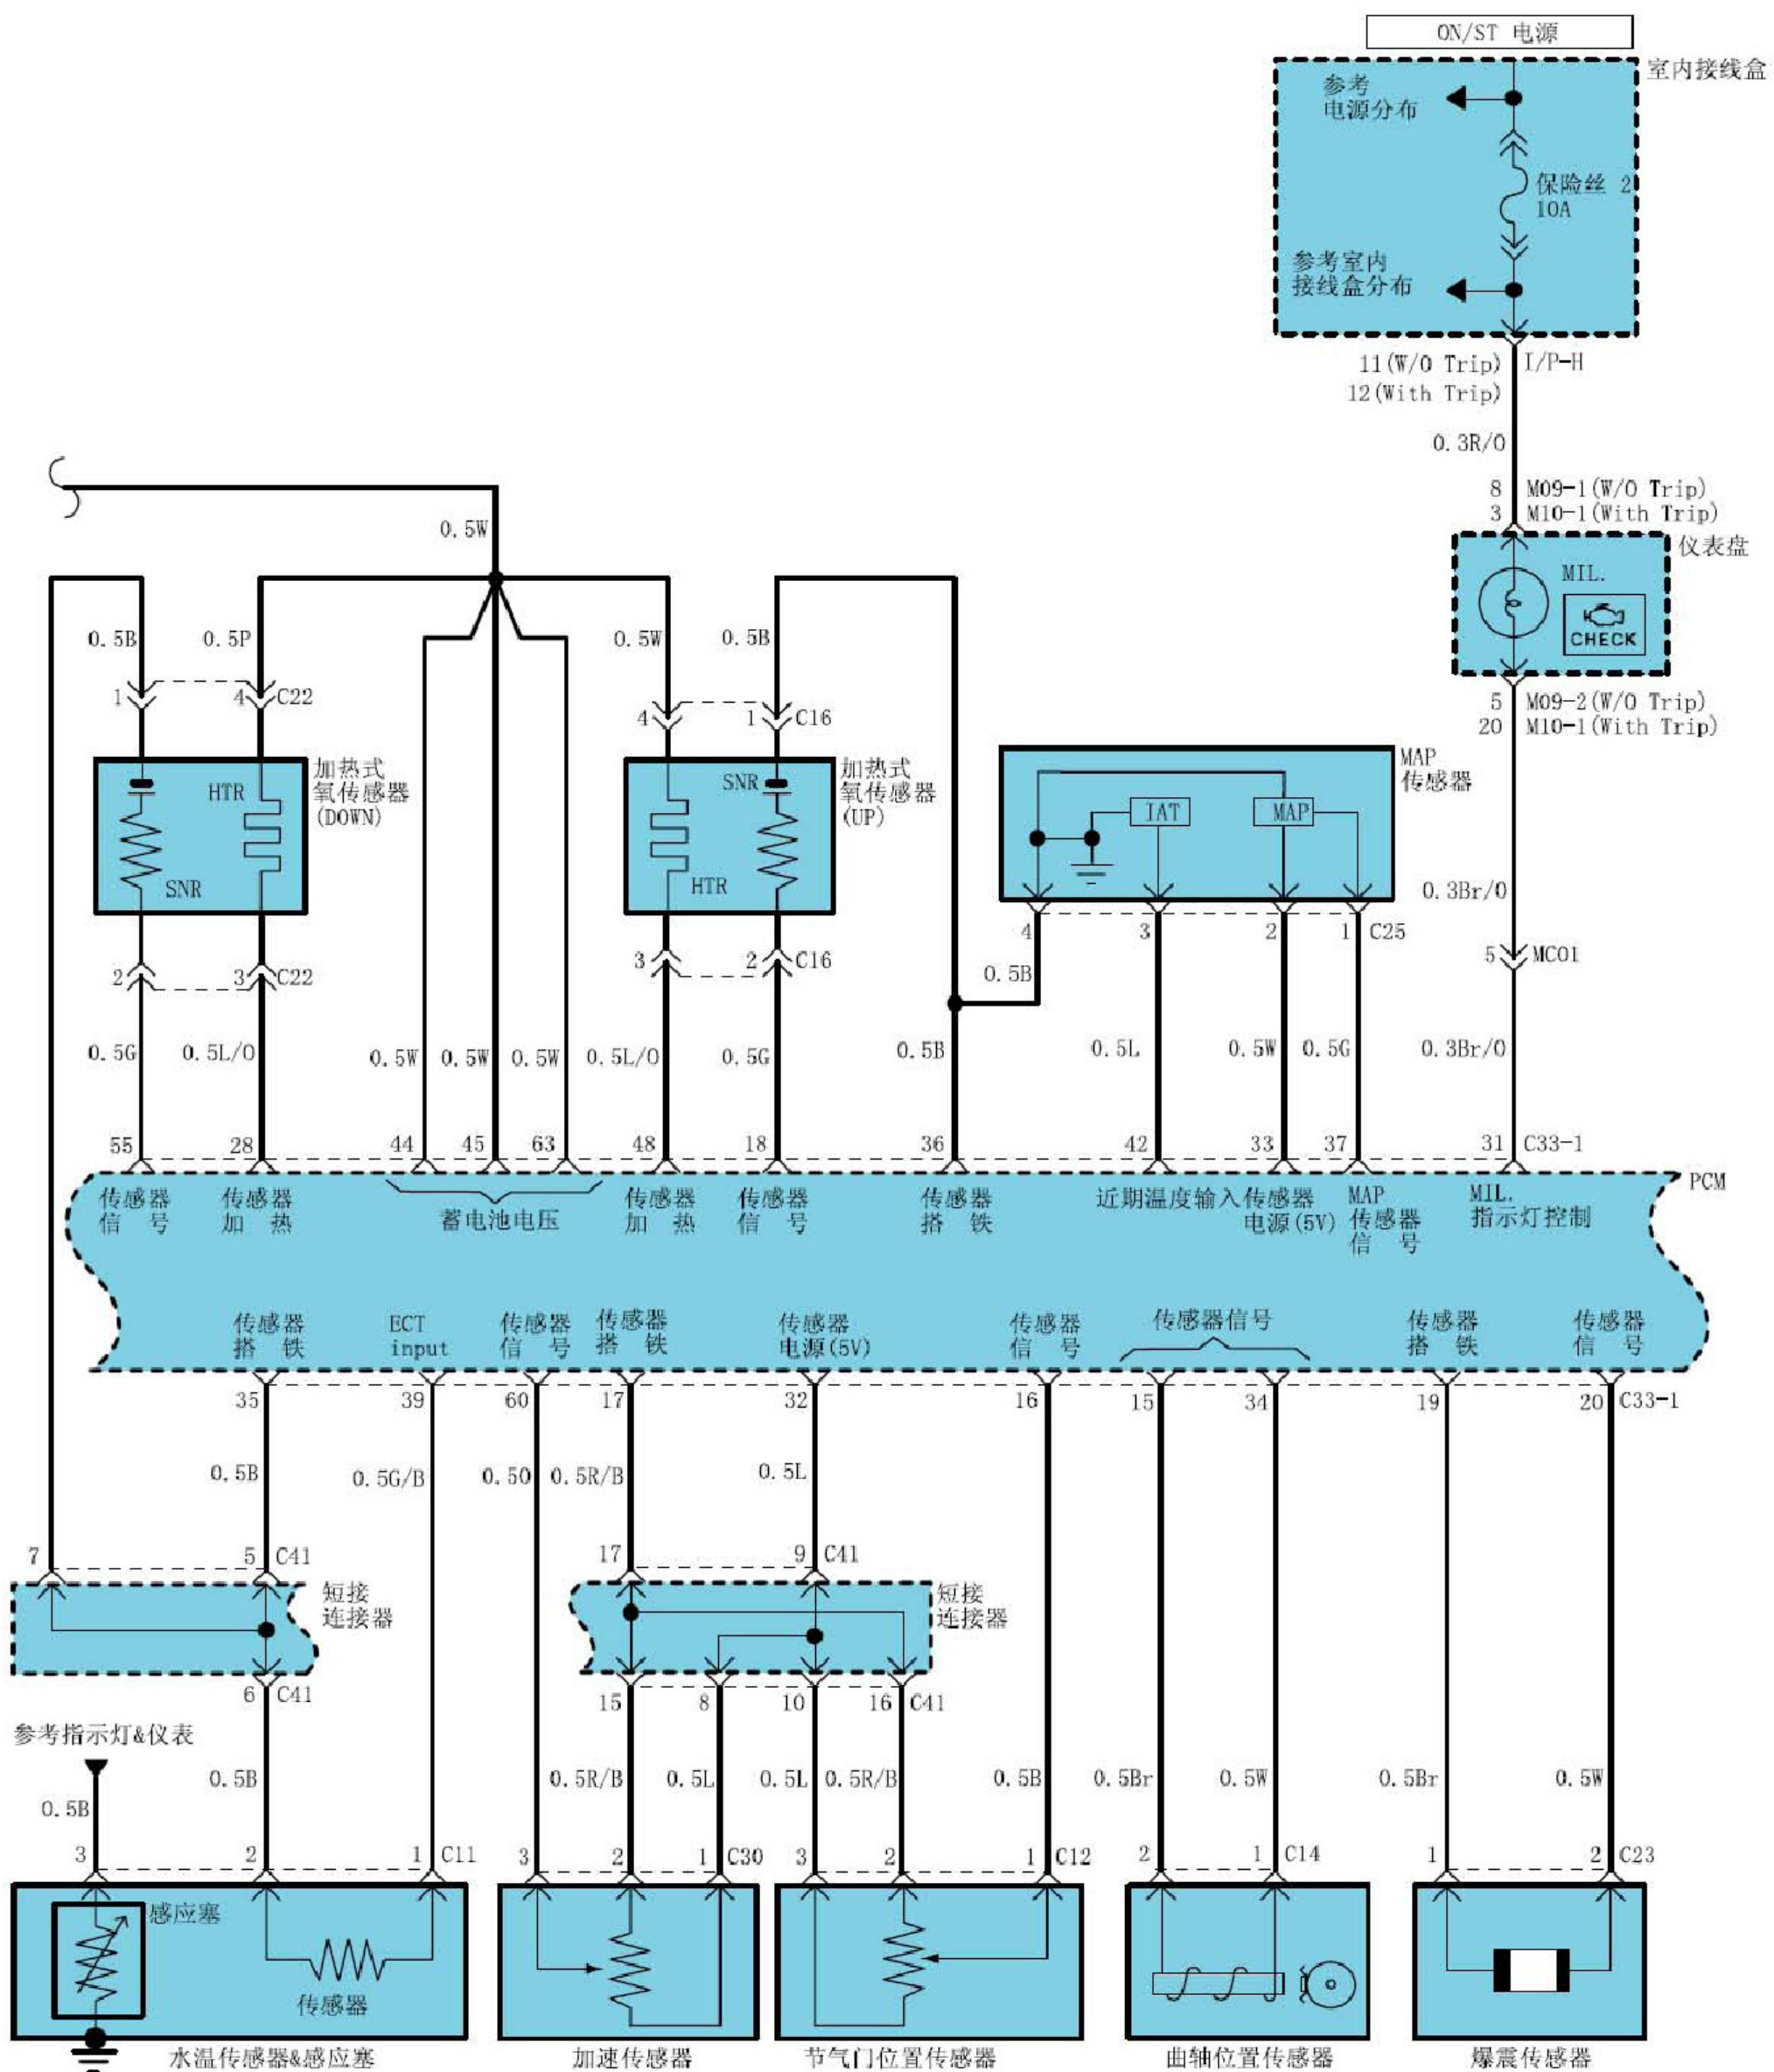 ON/ST 电源
室内接线盒
参考
电源分布
保险丝 2
10A
参考室内
接线盒分布
11(W/O Trip)
I/P-H
12(With Trip)
0.3R/O
8 M09-1(W/O Trip)
3 M10-1(With Trip)
仪表盘
MIL.
CHECK
5 M09-2(W/O Trip)
20 M10-1(With Trip)
0.3Br/O
5 MC01
0.3Br/O
0.5W
0.5B
0.5P
0.5W
0.5B
1
4
C22
4
1
C16
加热式
氧传感器
(DOWN)
HTR
SNR
加热式
氧传感器
(UP)
SNR
HTR
MAP
传感器
IAT
MAP
2
3
C22
3
2
C16
4
3
2
1
C25
0.5B
0.5G
0.5L/O
0.5W
0.5W
0.5W
0.5L/O
0.5G
0.5B
0.5L
0.5W
0.5G
55
28
44
45
63
48
18
36
42
33
37
31
C33-1
PCM
传感器
信 号
传感器
加 热
蓄电池电压
传感器
加 热
传感器
信 号
传感器
搭 铁
近期温度输入
传感器
电源(5V)
MAP
传感器
信 号
MIL.
指示灯控制
传感器
搭 铁
ECT
input
传感器
信 号
传感器
搭 铁
传感器
电源(5V)
传感器
信 号
传感器信号
传感器
搭 铁
传感器
信 号
35
39
60
17
32
16
15
34
19
20
C33-1
0.5B
0.5G/B
0.5O
0.5R/B
0.5L
7
5
C41
17
9
C41
短接
连接器
短接
连接器
6
C41
15
8
10
16
C41
参考指示灯&仪表
0.5B
0.5B
0.5R/B
0.5L
0.5L
0.5R/B
0.5B
0.5Br
0.5W
0.5Br
0.5W
3
2
1
C11
3
2
1
C30
3
2
1
C12
2
1
C14
1
2
C23
感应塞
传感器
水温传感器&感应塞
加速传感器
节气门位置传感器
曲轴位置传感器
爆震传感器